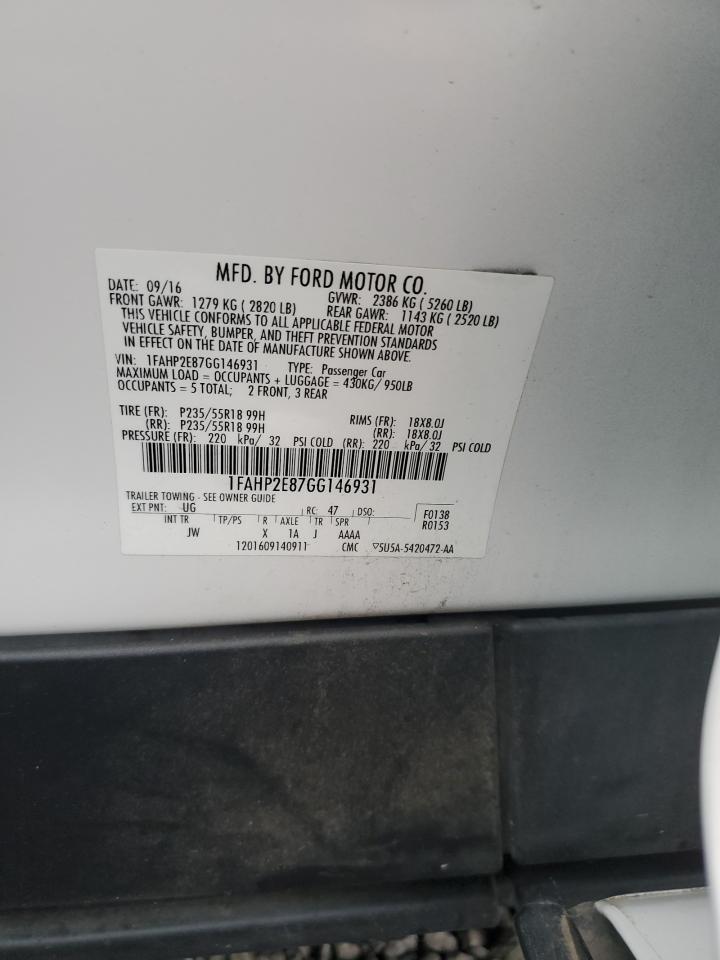 MFD. BY FORD MOTOR CO.
DATE: 09/16 GVWR: 2386 KG ( 5260 LB)
FRONT GAWR: 1279 KG ( 2820 LB) REAR GAWR: 1143 KG ( 2520 LB)
THIS VEHICLE CONFORMS TO ALL APPLICABLE FEDERAL MOTOR
VEHICLE SAFETY, BUMPER, AND THEFT PREVENTION STANDARDS
IN EFFECT ON THE DATE OF MANUFACTURE SHOWN ABOVE.
VIN: 1FAHP2E87GG146931 TYPE: Passenger Car
MAXIMUM LOAD = OCCUPANTS + LUGGAGE = 430KG/ 950LB
OCCUPANTS = 5 TOTAL; 2 FRONT, 3 REAR
TIRE (FR): P235/55R18 99H RIMS (FR): 18X8.0J
(RR): P235/55R18 99H (RR): 18X8.0J
PRESSURE (FR): 220 kPa/ 32 PSI COLD (RR): 220 kPa/ 32 PSI COLD
1FAHP2E87GG146931
TRAILER TOWING - SEE OWNER GUIDE
EXT PNT: UG RC: 47 DSO: F0138
INT TR TP/PS R AXLE TR SPR R0153
JW X 1A J AAAA
1201609140911 CMC 5U5A-5420472-AA